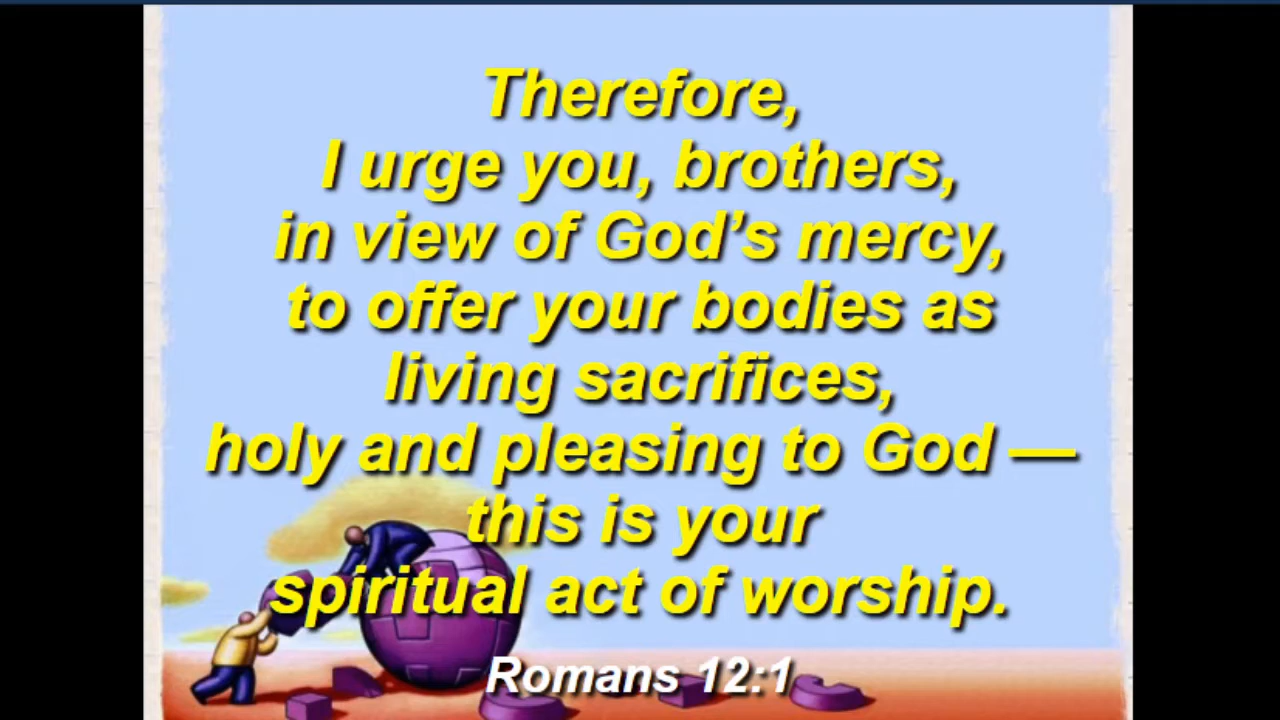 Therefore,
I urge you, brothers,
in view of God’s mercy,
to offer your bodies as
living sacrifices,
holy and pleasing to God —
this is your
spiritual act of worship.
Romans 12:1